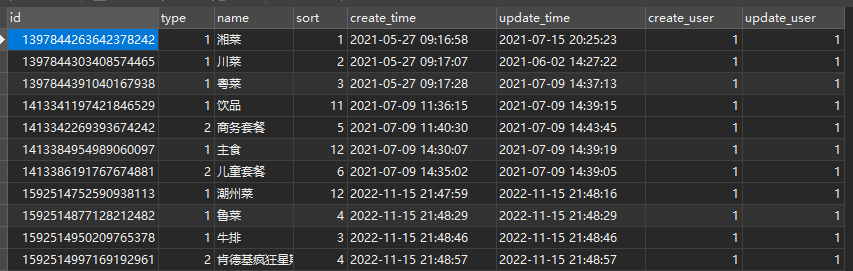 id type name sort create_time update_time create_user update_user
1397844263642378242 1 湘菜 1 2021-05-27 09:16:58 2021-07-15 20:25:23 1 1
1397844303408574465 1 川菜 2 2021-05-27 09:17:07 2021-06-02 14:27:22 1 1
1397844391040167938 1 粤菜 3 2021-05-27 09:17:28 2021-07-09 14:37:13 1 1
1413341197421846529 1 饮品 11 2021-07-09 11:36:15 2021-07-09 14:39:15 1 1
1413342269393674242 2 商务套餐 5 2021-07-09 11:40:30 2021-07-09 14:43:45 1 1
1413384954989060097 1 主食 12 2021-07-09 14:30:07 2021-07-09 14:39:19 1 1
1413386191767674881 2 儿童套餐 6 2021-07-09 14:35:02 2021-07-09 14:39:05 1 1
1592514752590938113 1 潮州菜 12 2022-11-15 21:47:59 2022-11-15 21:48:16 1 1
1592514877128212482 1 鲁菜 4 2022-11-15 21:48:29 2022-11-15 21:48:29 1 1
1592514950209765378 1 牛排 3 2022-11-15 21:48:46 2022-11-15 21:48:46 1 1
1592514997169192961 2 肯德基疯狂星 4 2022-11-15 21:48:57 2022-11-15 21:48:57 1 1